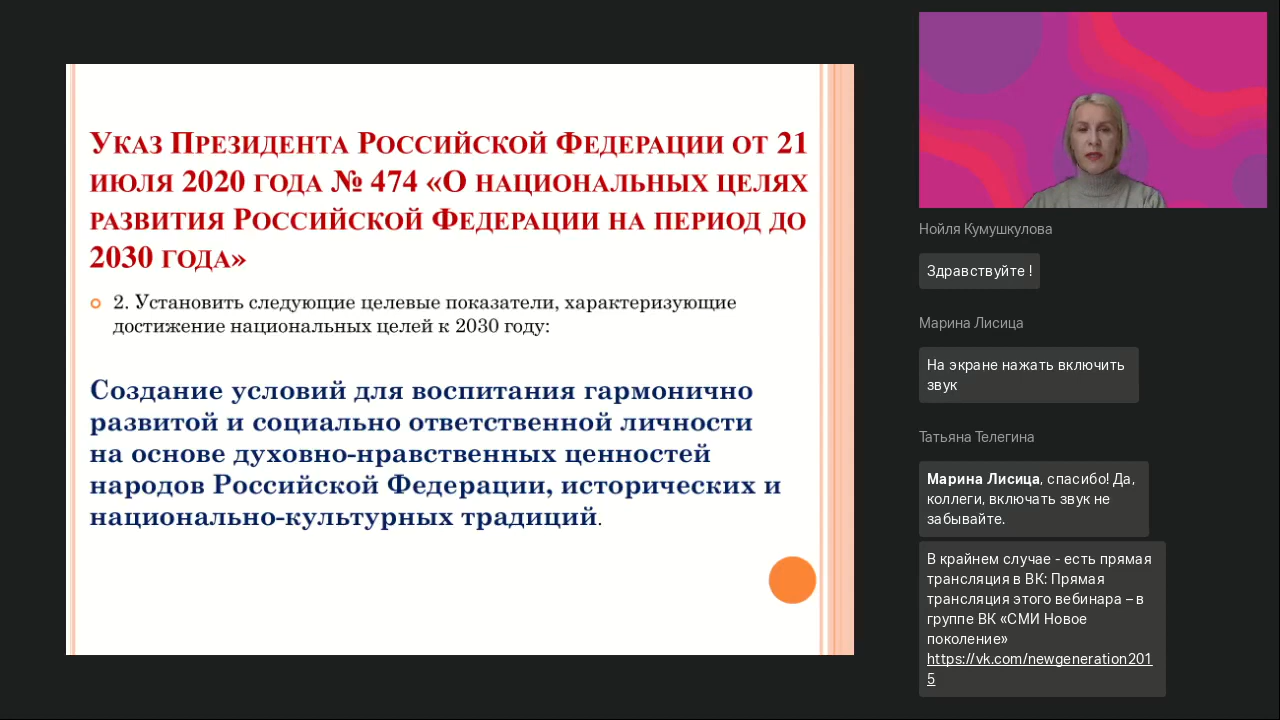 Указ Президента Российской Федерации от 21
июля 2020 года № 474 «О национальных целях
развития Российской Федерации на период до
2030 года»
2. Установить следующие целевые показатели, характеризующие
достижение национальных целей к 2030 году:
Создание условий для воспитания гармонично
развитой и социально ответственной личности
на основе духовно-нравственных ценностей
народов Российской Федерации, исторических и
национально-культурных традиций.
Нойля Кумушкулова
Здравствуйте !
Марина Лисица
На экране нажать включить
звук
Татьяна Телегина
Марина Лисица, спасибо! Да,
коллеги, включать звук не
забывайте.
В крайнем случае - есть прямая
трансляция в ВК: Прямая
трансляция этого вебинара – в
группе ВК «СМИ Новое
поколение»
https://vk.com/newgeneration201
5